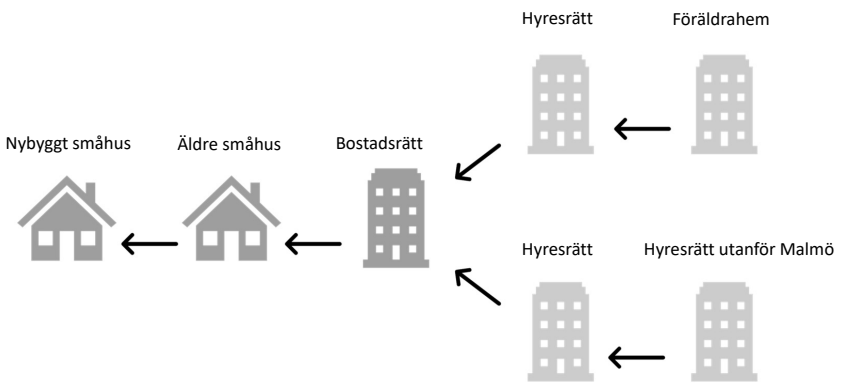 Hyresrätt
Föräldrahem
Nybyggt småhus
Äldre småhus
Bostadsrätt
Hyresrätt
Hyresrätt utanför Malmö